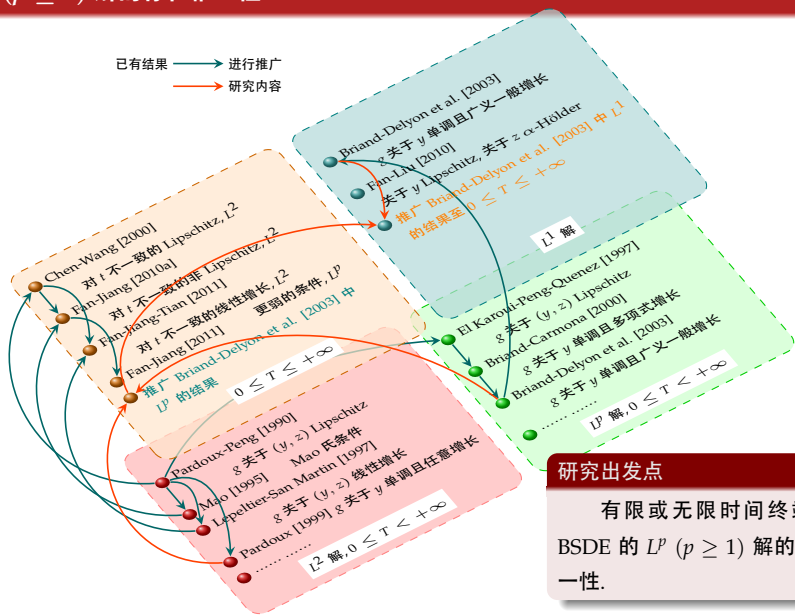 已有结果 进行推广
研究内容
Briand-Delyon et al. [2003]
g 关于 y 单调且广义一般增长
Fan-Liu [2010]
关于 y Lipschitz, 关于 z α-Hölder
推广 Briand-Delyon et al. [2003] 中 L¹
的结果至 0 ≤ T ≤ +∞
L¹ 解
Chen-Wang [2000]
对 t 不一致的 Lipschitz, L²
Fan-Jiang [2010a]
对 t 不一致的非 Lipschitz, L²
Fan-Jiang-Tian [2011]
对 t 不一致的线性增长, L²
Fan-Jiang [2011] 更弱的条件, Lᵖ
推广 Briand-Delyon et al. [2003] 中
Lᵖ 的结果
0 ≤ T ≤ +∞
El Karoui-Peng-Quenez [1997]
g 关于 (y, z) Lipschitz
Briand-Carmona [2000]
g 关于 y 单调且多项式增长
Briand-Delyon et al. [2003]
g 关于 y 单调且广义一般增长
… … …
Lᵖ 解, 0 ≤ T < +∞
Pardoux-Peng [1990]
g 关于 (y, z) Lipschitz
Mao [1995] Mao 氏条件
Lepeltier-San Martin [1997]
g 关于 (y, z) 线性增长
Pardoux [1999] g 关于 y 单调且任意增长
… … …
L² 解, 0 ≤ T < +∞
研究出发点
有限或无限时间终
BSDE 的 Lᵖ (p ≥ 1) 解的
一性.